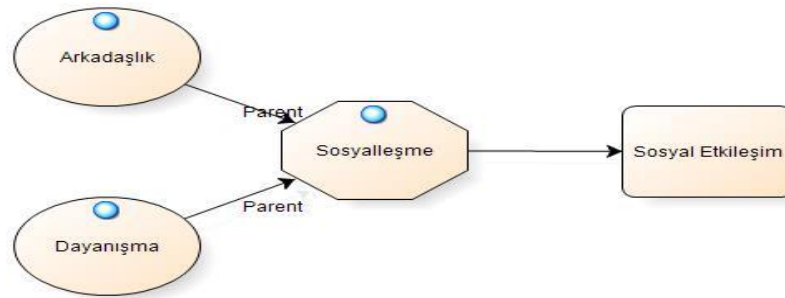 Arkadaşlık
Parent
Sosyalleşme
Sosyal Etkileşim
Parent
Dayanışma